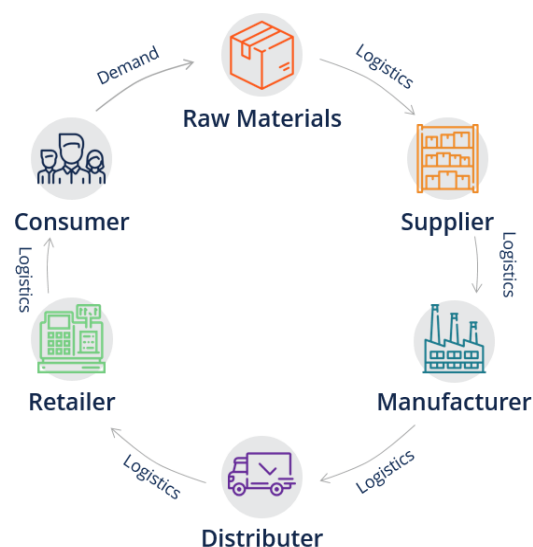 Demand
Logistics
Raw Materials
Consumer
Supplier
Logistics
Logistics
Retailer
Manufacturer
Logistics
Logistics
Distributer